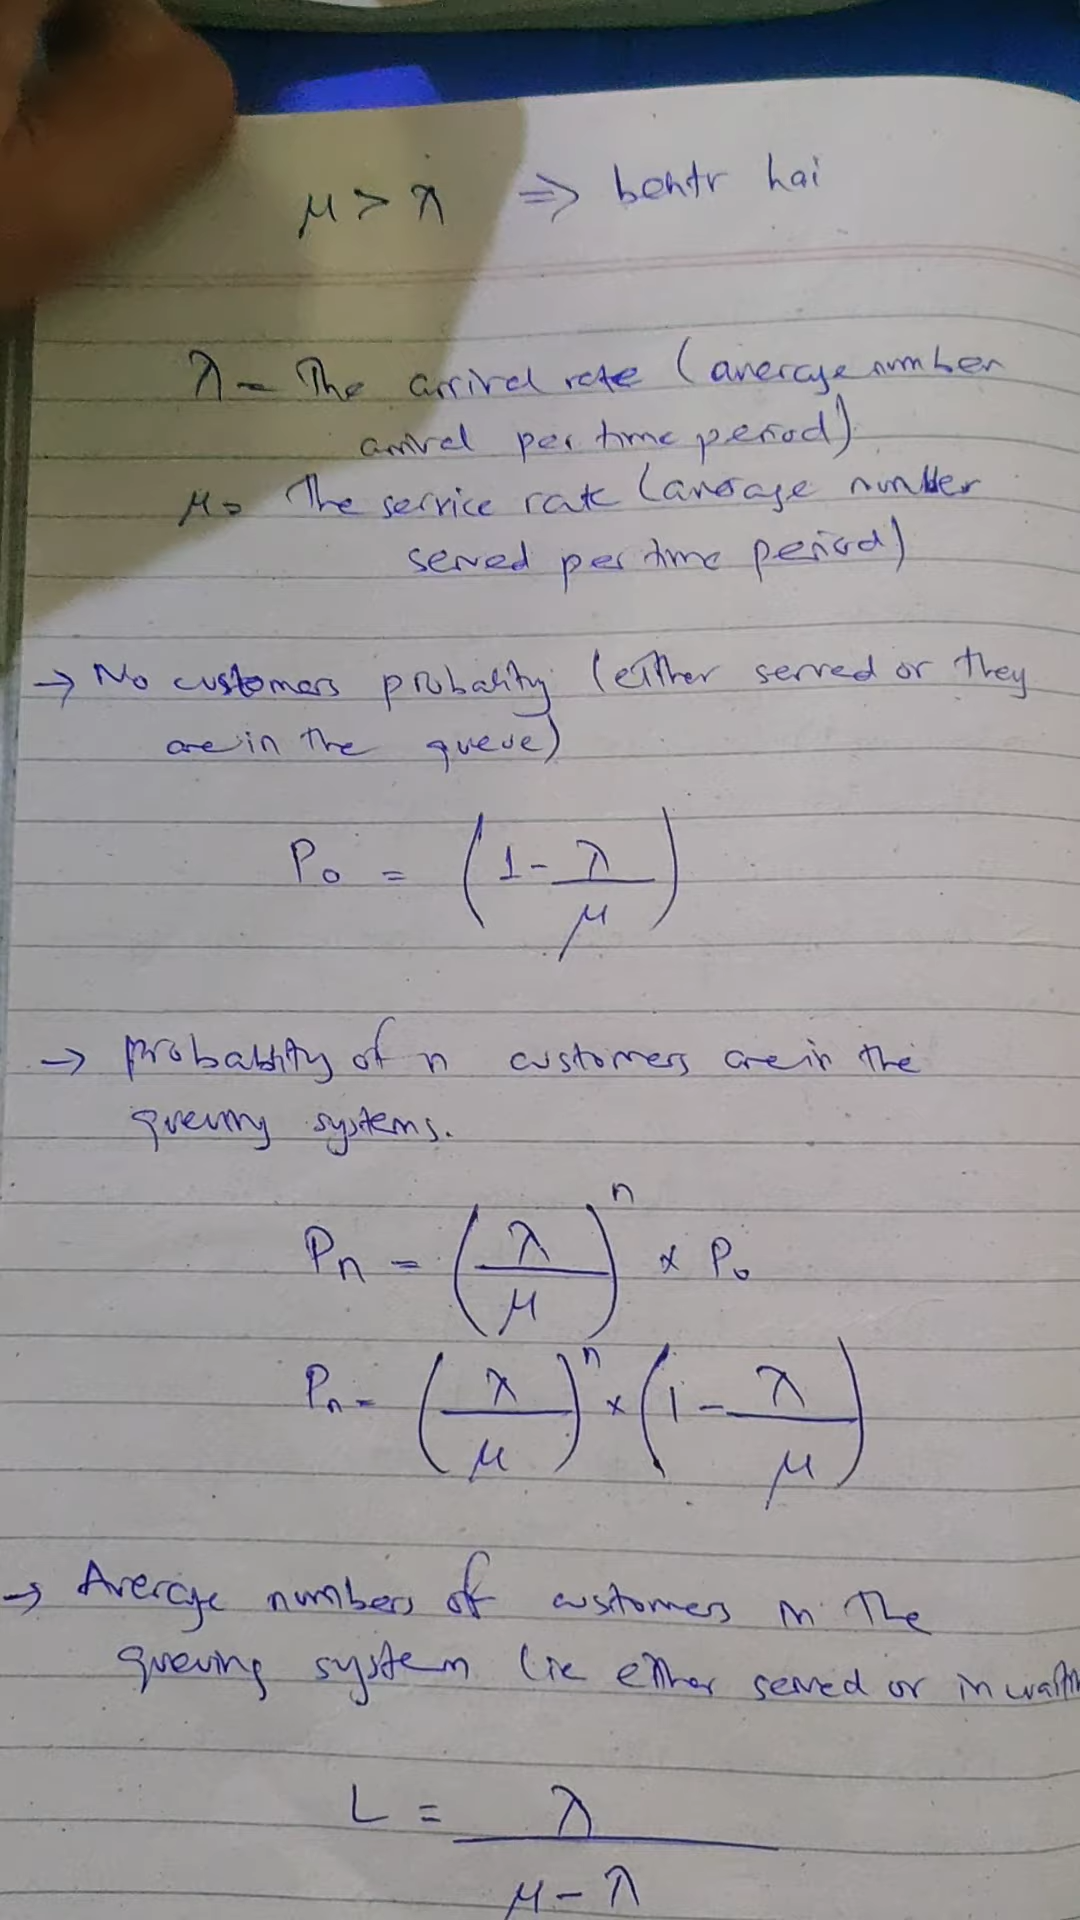 μ > λ ⇒ behtr hai
λ = The arrival rate (average number
arrival per time period)
μ = The service rate (average number
served per time period)
→ No customers probality (either served or they
are in the queue)
P₀ = (1 - λ/μ)
→ Probability of n customers are in the
queuing systems.
Pn = (λ/μ)ⁿ × P₀
Pn = (λ/μ)ⁿ × (1 - λ/μ)
→ Average numbers of customers in the
queuing system (ie either served or in
L = λ/(μ - λ)